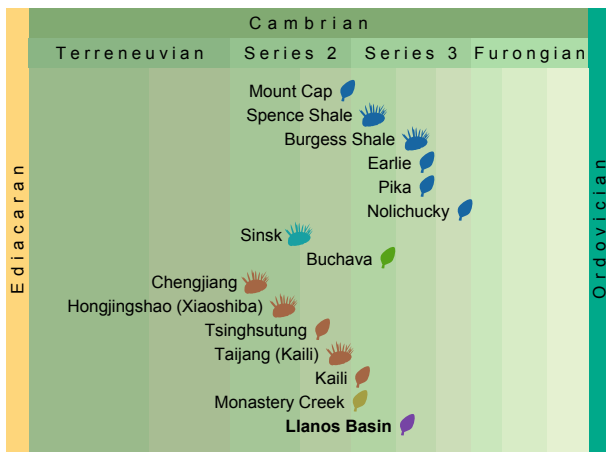 Cambrian
Terreneuvian Series 2 Series 3 Furongian
Ediacaran
Ordovician
Mount Cap
Spence Shale
Burgess Shale
Earlie
Pika
Nolichucky
Sinsk
Buchava
Chengjiang
Hongjingshao (Xiaoshiba)
Tsinghsutung
Taijang (Kaili)
Kaili
Monastery Creek
Llanos Basin